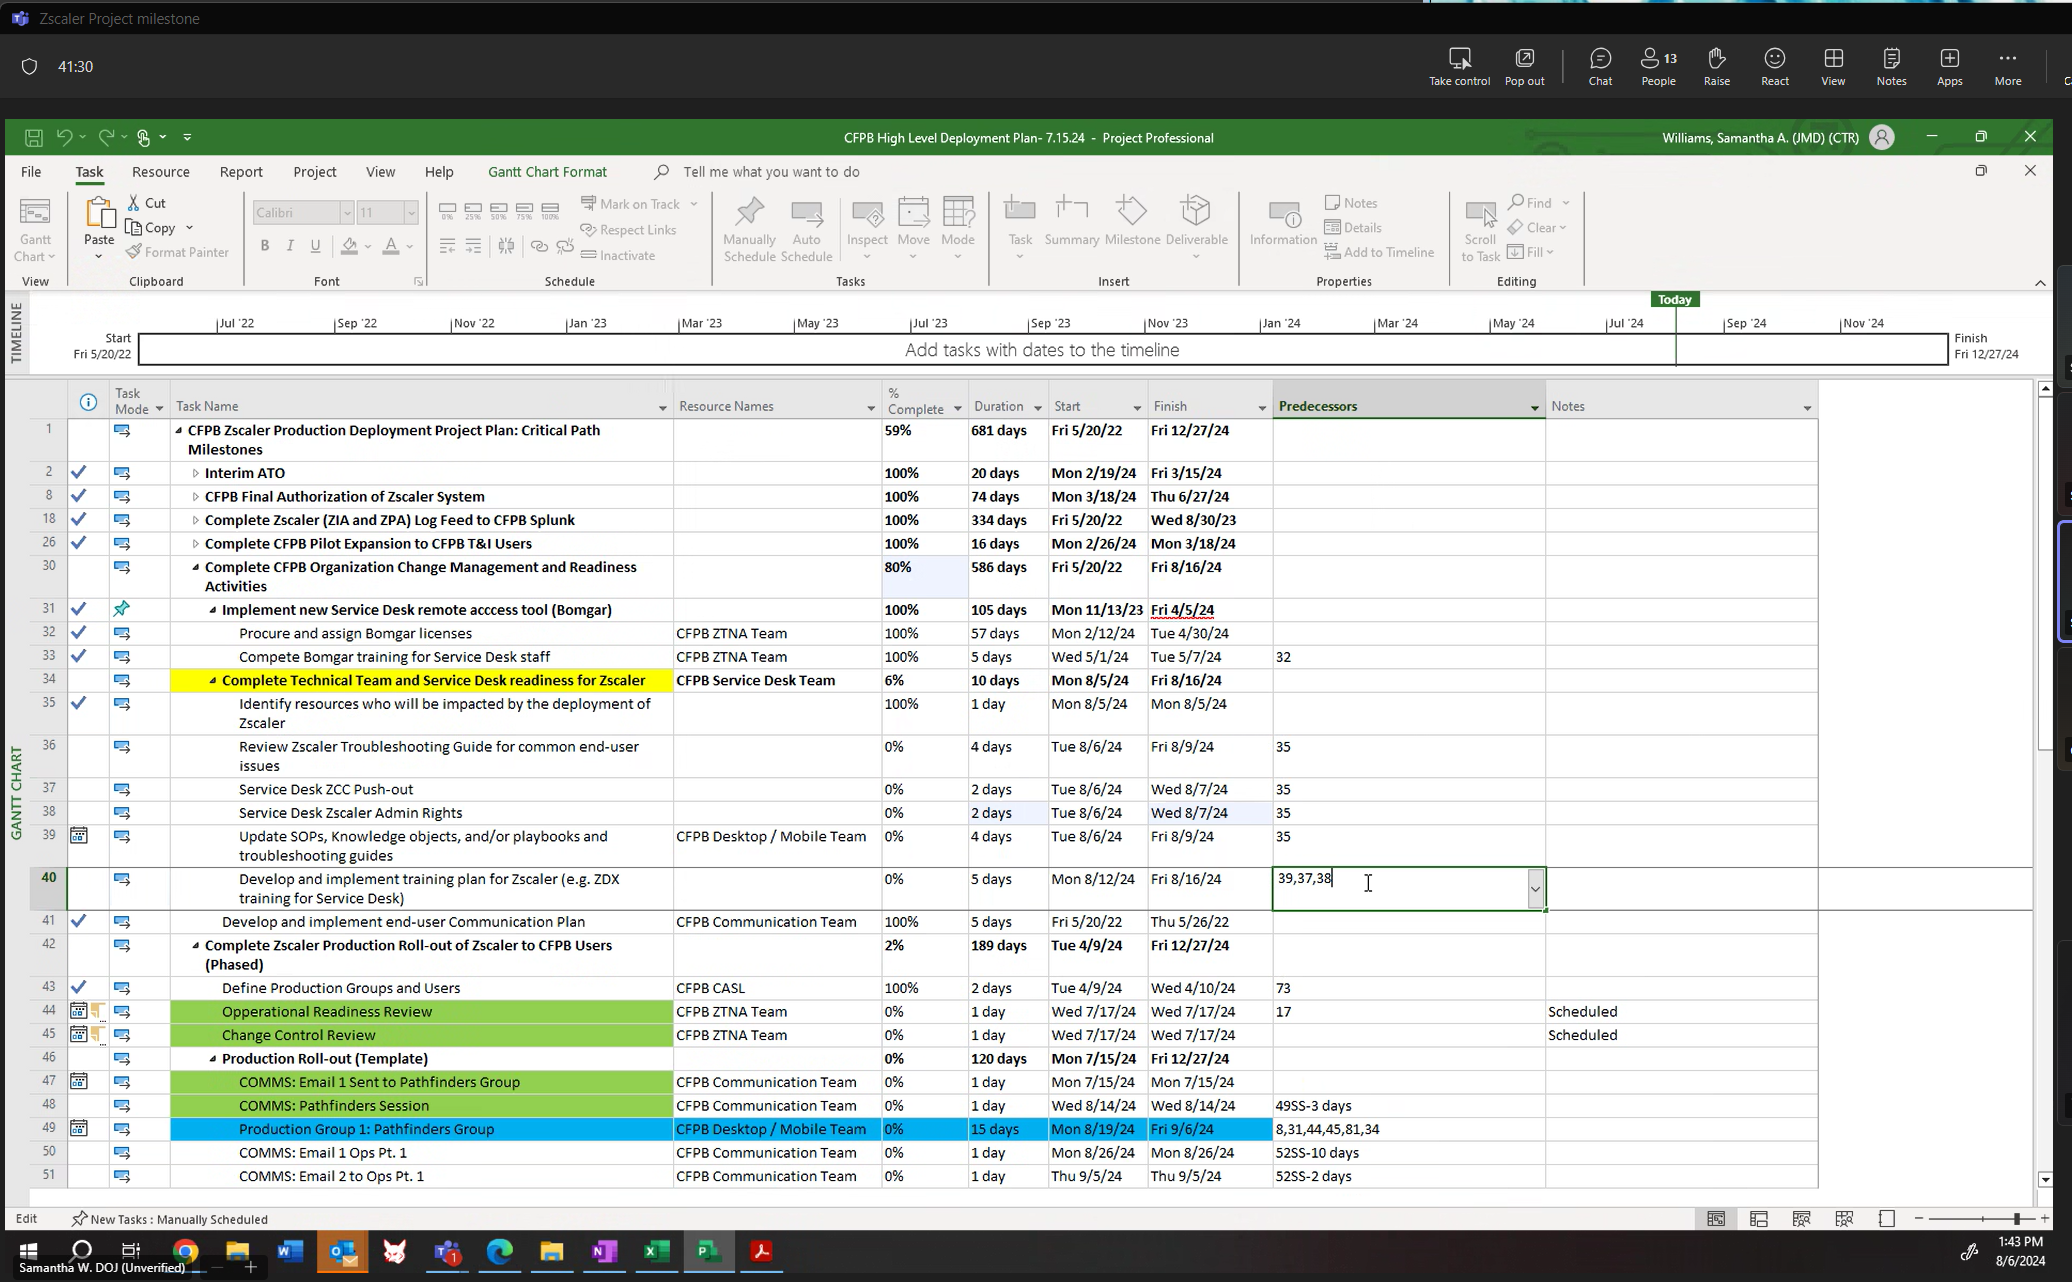 Zscaler Project milestone
41:30
Take control
Pop out
Chat
13
People
Raise
React
View
Notes
Apps
More
CFPB High Level Deployment Plan- 7.15.24 - Project Professional
Williams, Samantha A. (JMD) (CTR)
File Task Resource Report Project View Help Gantt Chart Format Tell me what you want to do
Gantt Chart
View
Paste
Cut
Copy
Format Painter
Clipboard
Calibri 11
B I U A
Font
0% 25% 50% 75% 100%
Mark on Track
Respect Links
Inactivate
Schedule
Manually Schedule
Auto Schedule
Inspect
Move
Mode
Tasks
Task
Summary
Milestone
Deliverable
Insert
Information
Notes
Details
Add to Timeline
Properties
Scroll to Task
Find
Clear
Fill
Editing
TIMELINE
Today
Jul '22 Sep '22 Nov '22 Jan '23 Mar '23 May '23 Jul '23 Sep '23 Nov '23 Jan '24 Mar '24 May '24 Jul '24 Sep '24 Nov '24
Start
Fri 5/20/22
Add tasks with dates to the timeline
Finish
Fri 12/27/24
GANTT CHART
Task Mode Task Name Resource Names % Complete Duration Start Finish Predecessors Notes
1 CFPB Zscaler Production Deployment Project Plan: Critical Path 59% 681 days Fri 5/20/22 Fri 12/27/24
Milestones
2 Interim ATO 100% 20 days Mon 2/19/24 Fri 3/15/24
8 CFPB Final Authorization of Zscaler System 100% 74 days Mon 3/18/24 Thu 6/27/24
18 Complete Zscaler (ZIA and ZPA) Log Feed to CFPB Splunk 100% 334 days Fri 5/20/22 Wed 8/30/23
26 Complete CFPB Pilot Expansion to CFPB T&I Users 100% 16 days Mon 2/26/24 Mon 3/18/24
30 Complete CFPB Organization Change Management and Readiness 80% 586 days Fri 5/20/22 Fri 8/16/24
Activities
31 Implement new Service Desk remote acccess tool (Bomgar) 100% 105 days Mon 11/13/23 Fri 4/5/24
32 Procure and assign Bomgar licenses CFPB ZTNA Team 100% 57 days Mon 2/12/24 Tue 4/30/24
33 Compete Bomgar training for Service Desk staff CFPB ZTNA Team 100% 5 days Wed 5/1/24 Tue 5/7/24 32
34 Complete Technical Team and Service Desk readiness for Zscaler CFPB Service Desk Team 6% 10 days Mon 8/5/24 Fri 8/16/24
35 Identify resources who will be impacted by the deployment of 100% 1 day Mon 8/5/24 Mon 8/5/24
Zscaler
36 Review Zscaler Troubleshooting Guide for common end-user 0% 4 days Tue 8/6/24 Fri 8/9/24 35
issues
37 Service Desk ZCC Push-out 0% 2 days Tue 8/6/24 Wed 8/7/24 35
38 Service Desk Zscaler Admin Rights 0% 2 days Tue 8/6/24 Wed 8/7/24 35
39 Update SOPs, Knowledge objects, and/or playbooks and CFPB Desktop / Mobile Team 0% 4 days Tue 8/6/24 Fri 8/9/24 35
troubleshooting guides
40 Develop and implement training plan for Zscaler (e.g. ZDX 0% 5 days Mon 8/12/24 Fri 8/16/24 39,37,38
training for Service Desk)
41 Develop and implement end-user Communication Plan CFPB Communication Team 100% 5 days Fri 5/20/22 Thu 5/26/22
42 Complete Zscaler Production Roll-out of Zscaler to CFPB Users 2% 189 days Tue 4/9/24 Fri 12/27/24
(Phased)
43 Define Production Groups and Users CFPB CASL 100% 2 days Tue 4/9/24 Wed 4/10/24 73
44 Opperational Readiness Review CFPB ZTNA Team 0% 1 day Wed 7/17/24 Wed 7/17/24 17 Scheduled
45 Change Control Review CFPB ZTNA Team 0% 1 day Wed 7/17/24 Wed 7/17/24 Scheduled
46 Production Roll-out (Template) 0% 120 days Mon 7/15/24 Fri 12/27/24
47 COMMS: Email 1 Sent to Pathfinders Group CFPB Communication Team 0% 1 day Mon 7/15/24 Mon 7/15/24
48 COMMS: Pathfinders Session CFPB Communication Team 0% 1 day Wed 8/14/24 Wed 8/14/24 49SS-3 days
49 Production Group 1: Pathfinders Group CFPB Desktop / Mobile Team 0% 15 days Mon 8/19/24 Fri 9/6/24 8,31,44,45,81,34
50 COMMS: Email 1 Ops Pt. 1 CFPB Communication Team 0% 1 day Mon 8/26/24 Mon 8/26/24 52SS-10 days
51 COMMS: Email 2 to Ops Pt. 1 CFPB Communication Team 0% 1 day Thu 9/5/24 Thu 9/5/24 52SS-2 days
Edit New Tasks : Manually Scheduled
1:43 PM
8/6/2024
Samantha W. DOJ (Unverified)